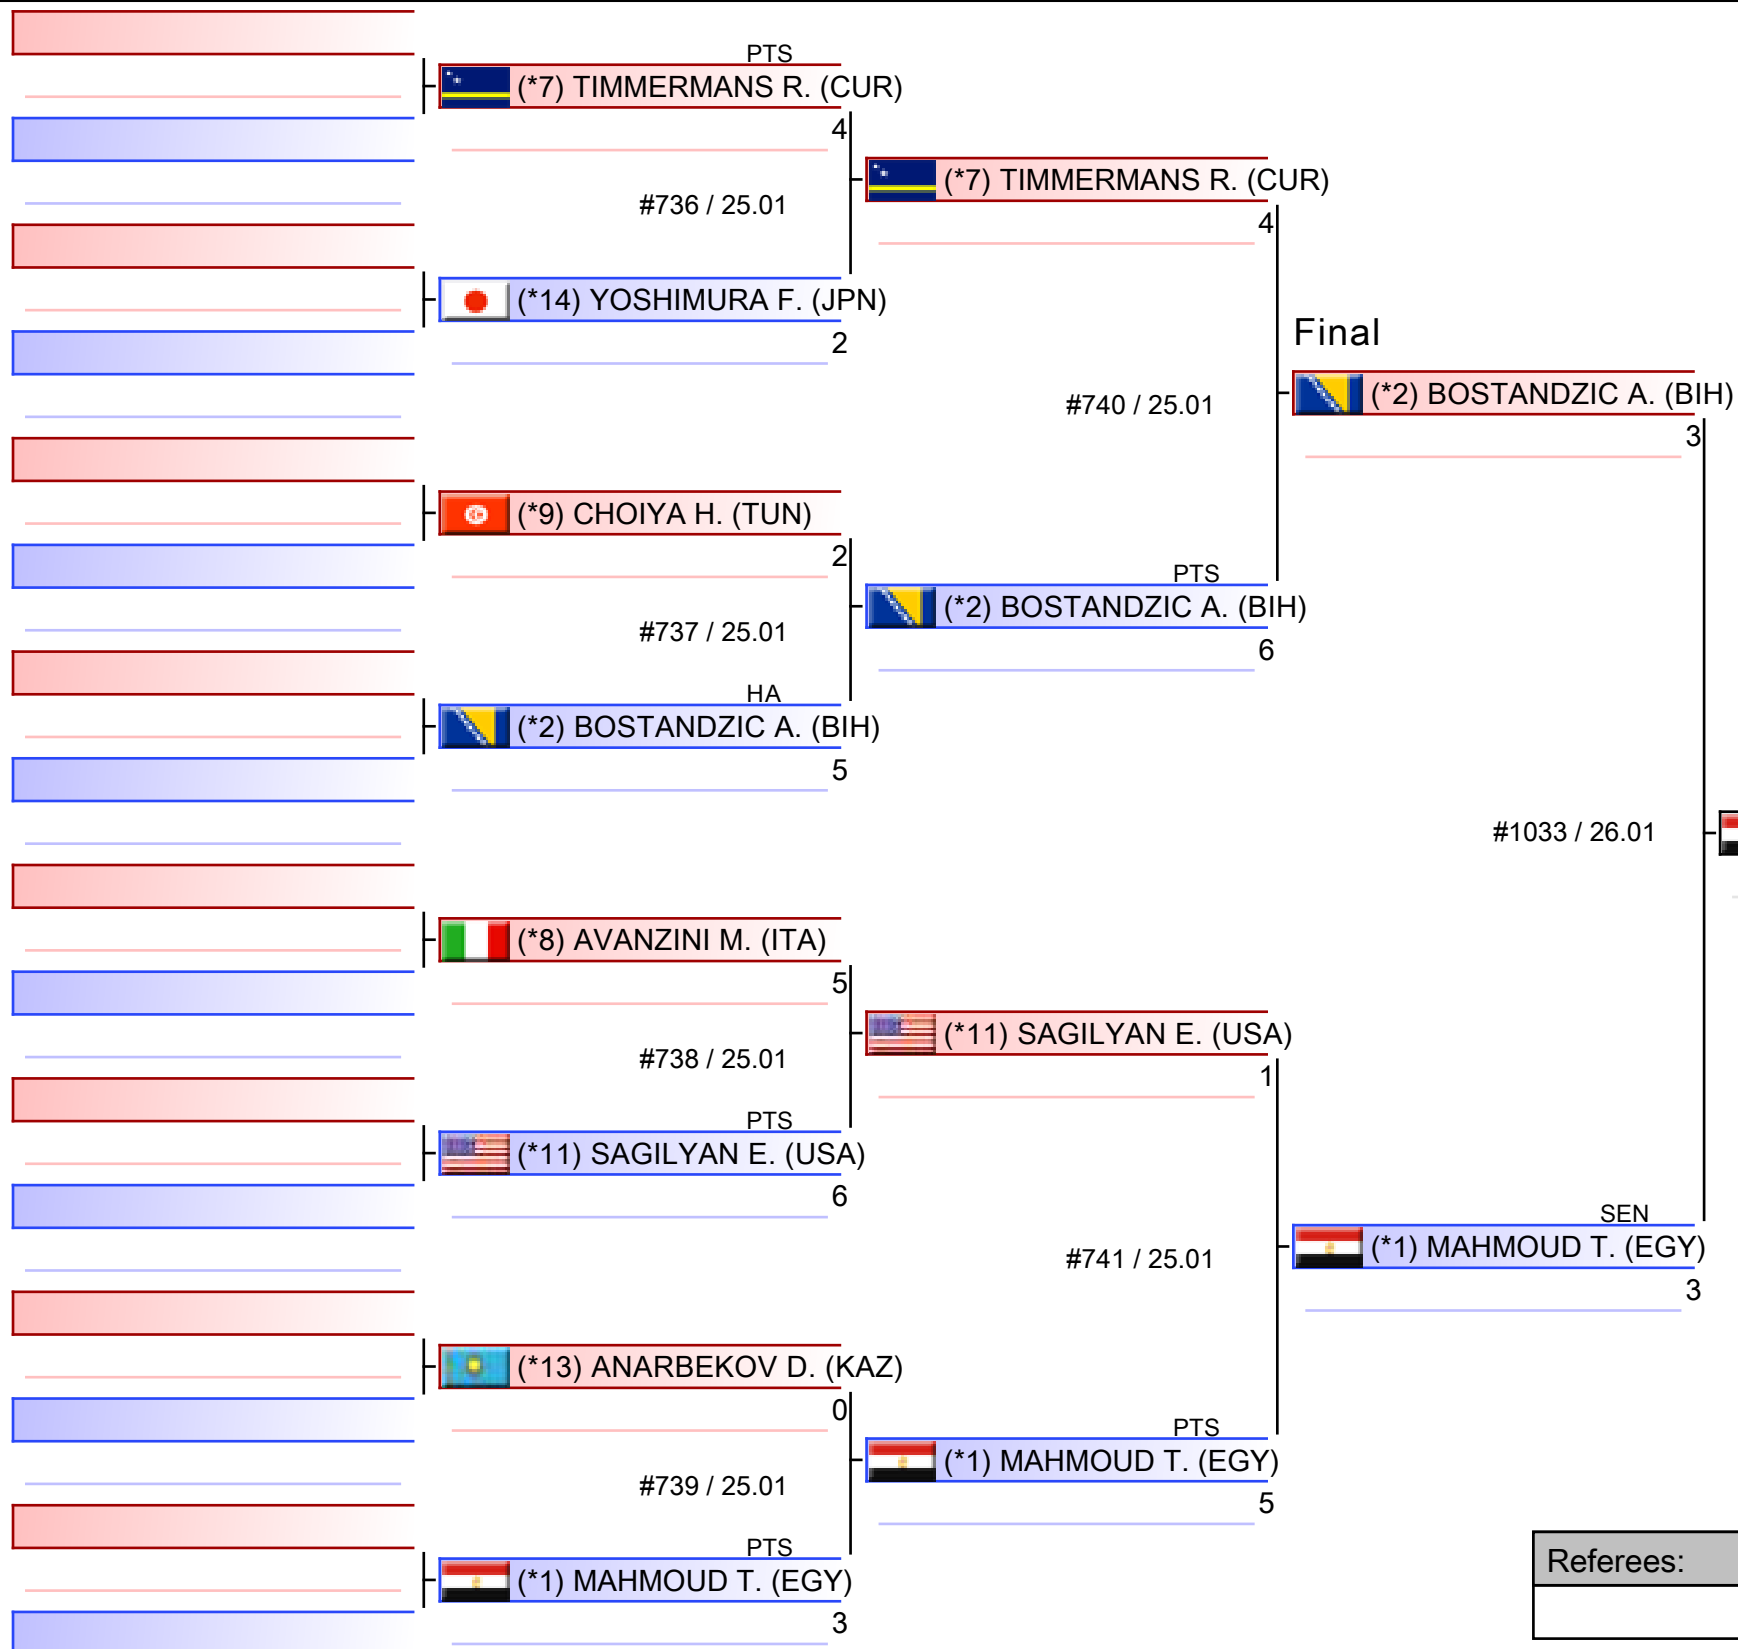 PTS
(*7) TIMMERMANS R. (CUR)
4
#736 / 25.01
(*14) YOSHIMURA F. (JPN)
2
(*9) CHOIYA H. (TUN)
2
#737 / 25.01
HA
(*2) BOSTANDZIC A. (BIH)
5
(*8) AVANZINI M. (ITA)
5
#738 / 25.01
PTS
(*11) SAGILYAN E. (USA)
6
(*13) ANARBEKOV D. (KAZ)
0
#739 / 25.01
PTS
(*1) MAHMOUD T. (EGY)
3
(*7) TIMMERMANS R. (CUR)
4
#740 / 25.01
PTS
(*2) BOSTANDZIC A. (BIH)
6
(*11) SAGILYAN E. (USA)
1
#741 / 25.01
PTS
(*1) MAHMOUD T. (EGY)
5
Final
(*2) BOSTANDZIC A. (BIH)
3
#1033 / 26.01
SEN
(*1) MAHMOUD T. (EGY)
3
Referees: